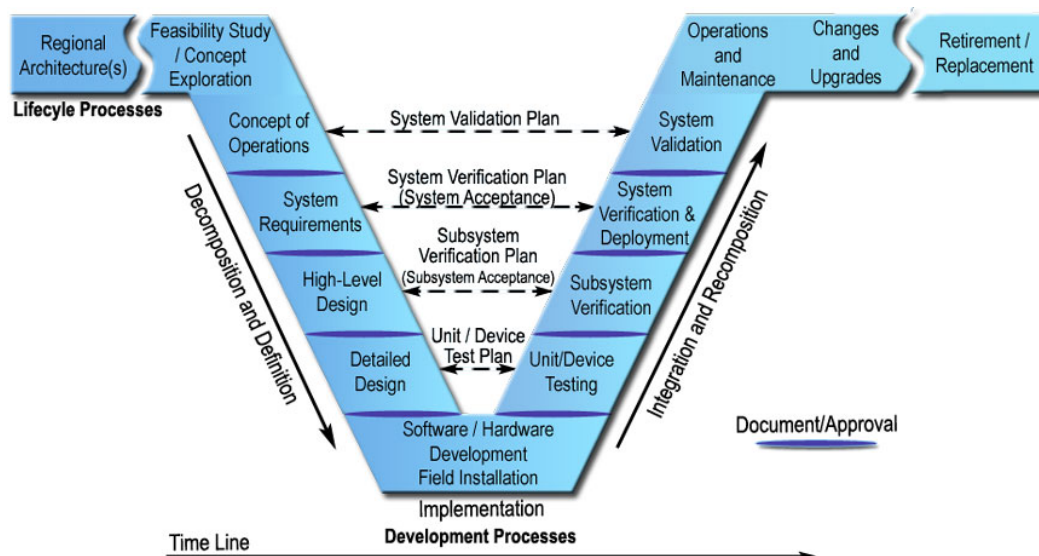 Regional
Architecture(s)
Feasibility Study
/ Concept
Exploration
Operations
and
Maintenance
Changes
and
Upgrades
Retirement /
Replacement
Lifecyle Processes
Concept of
Operations
System Validation Plan
System
Validation
System
Requirements
System Verification Plan
(System Acceptance)
System
Verification &
Deployment
High-Level
Design
Subsystem
Verification Plan
(Subsystem Acceptance)
Subsystem
Verification
Detailed
Design
Unit / Device
Test Plan
Unit/Device
Testing
Decomposition and Definition
Integration and Recomposition
Software / Hardware
Development
Field Installation
Document/Approval
Implementation
Development Processes
Time Line